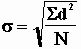 σ = √(Σd²/N)